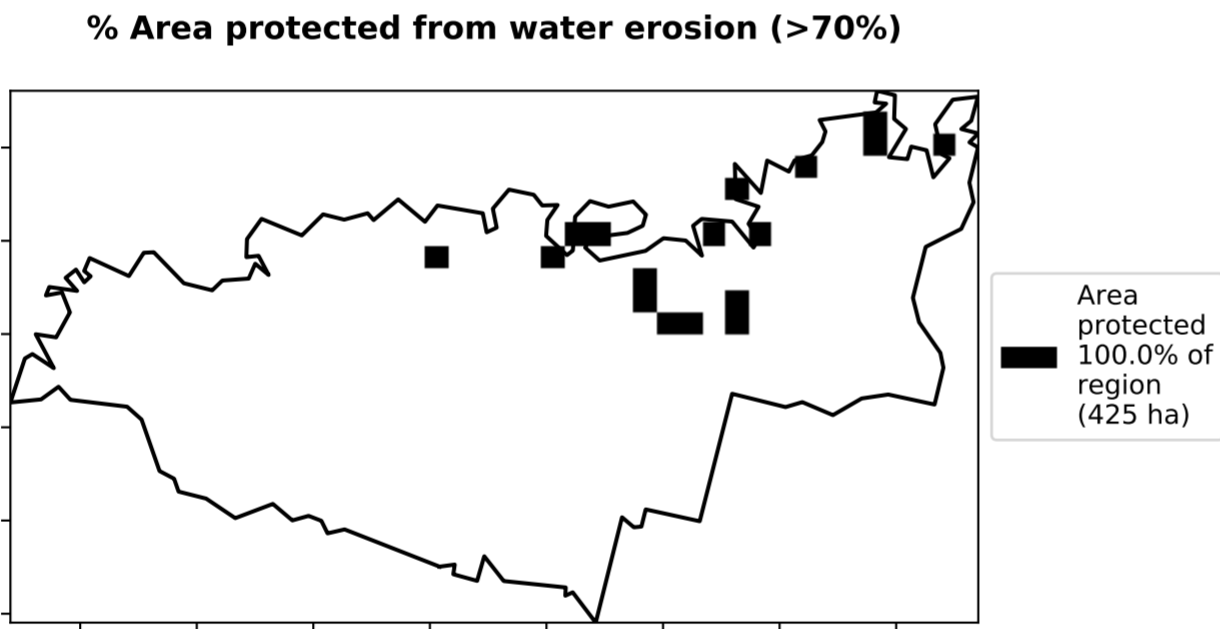 % Area protected from water erosion (>70%)
Area
protected
100.0% of
region
(425 ha)